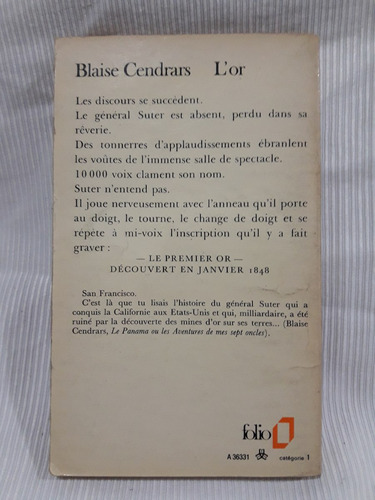 Blaise Cendrars L'or
Les discours se succèdent.
Le général Suter est absent, perdu dans sa
rêverie.
Des tonnerres d'applaudissements ébranlent
les voûtes de l'immense salle de spectacle.
10 000 voix clament son nom.
Suter n'entend pas.
Il joue nerveusement avec l'anneau qu'il porte
au doigt, le tourne, le change de doigt et se
répète à mi-voix l'inscription qu'il y a fait
graver :
— LE PREMIER OR —
DÉCOUVERT EN JANVIER 1848
San Francisco.
C'est là que tu lisais l'histoire du général Suter qui a
conquis la Californie aux Etats-Unis et qui, milliardaire, a été
ruiné par la découverte des mines d'or sur ses terres... (Blaise
Cendrars, Le Panama ou les Aventures de mes sept oncles).
folio
A 36331 catégorie 1